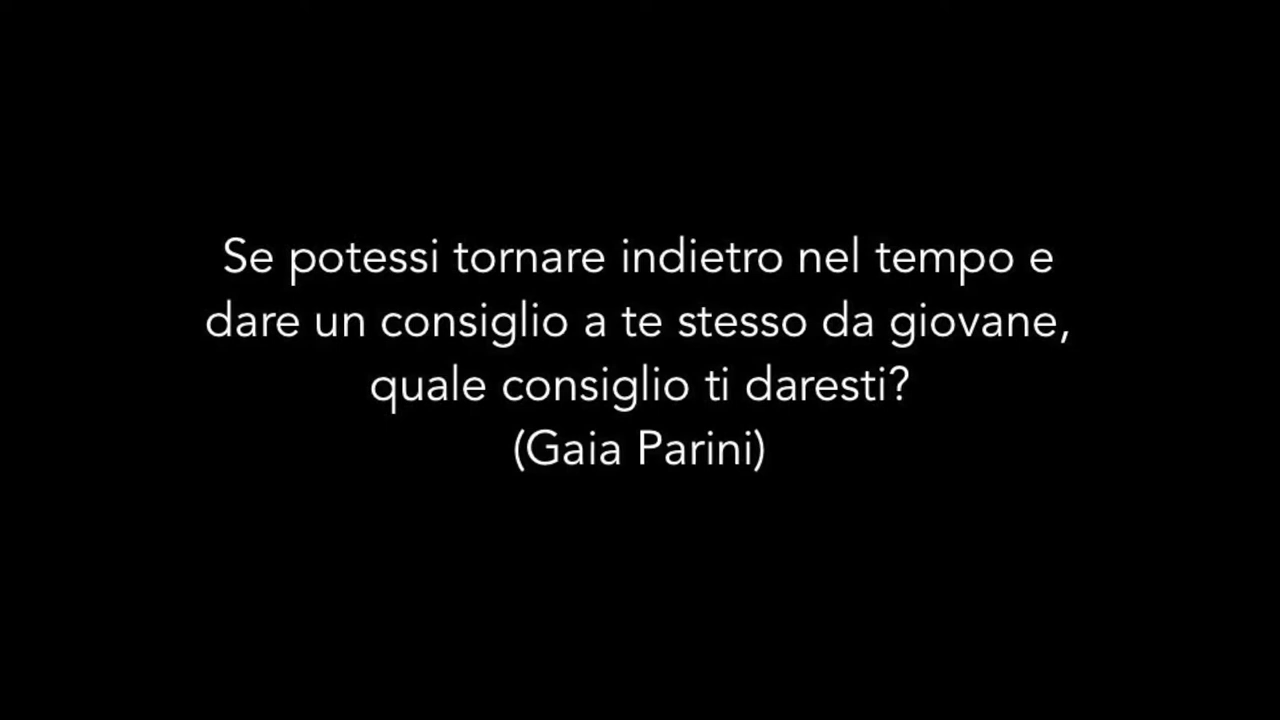 Se potessi tornare indietro nel tempo e
dare un consiglio a te stesso da giovane,
quale consiglio ti daresti?
(Gaia Parini)